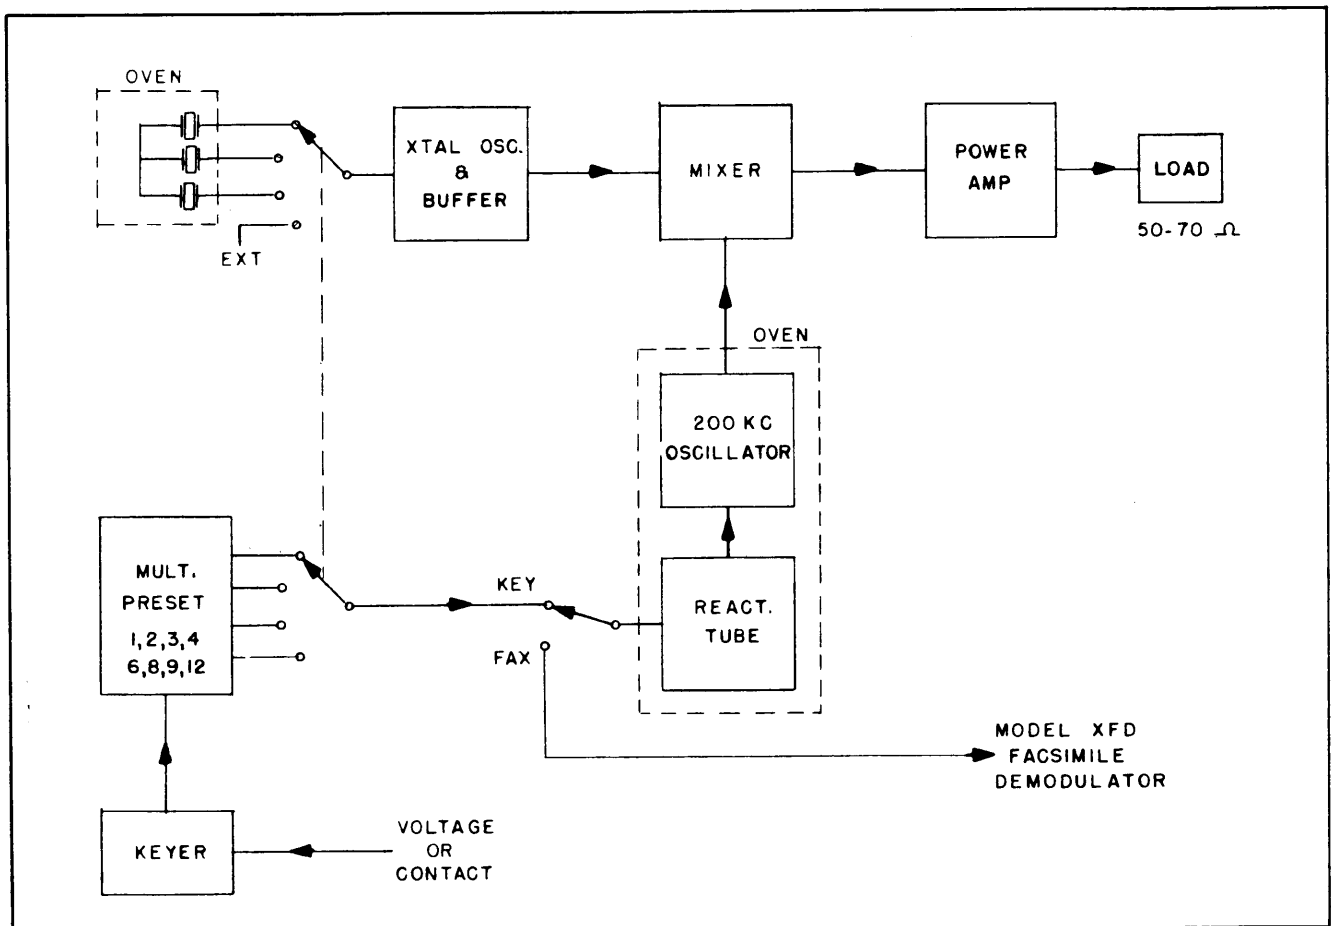 OVEN
XTAL OSC.
&
BUFFER
MIXER
POWER
AMP
LOAD
50-70 Ω
EXT
OVEN
200 KC
OSCILLATOR
MULT.
PRESET
1,2,3,4
6,8,9,12
KEY
FAX
REACT.
TUBE
MODEL XFD
FACSIMILE
DEMODULATOR
KEYER
VOLTAGE
OR
CONTACT